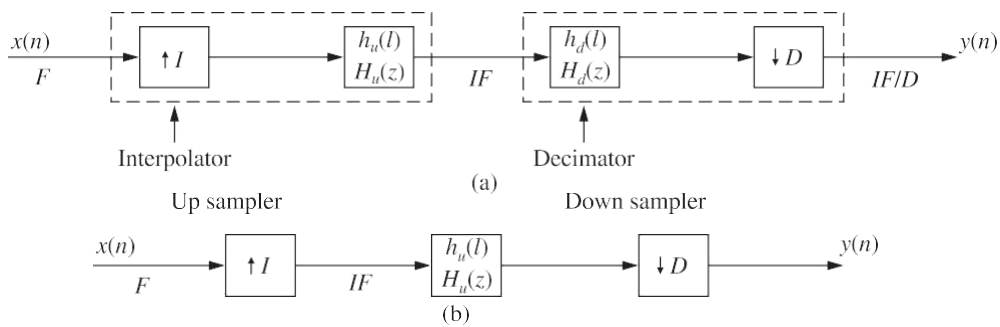 x(n) F ↑I h_u(l) H_u(z) IF h_d(l) H_d(z) ↓D IF/D y(n)
Interpolator Decimator
(a)
Up sampler Down sampler
x(n) F ↑I IF h_u(l) H_u(z) ↓D y(n)
(b)